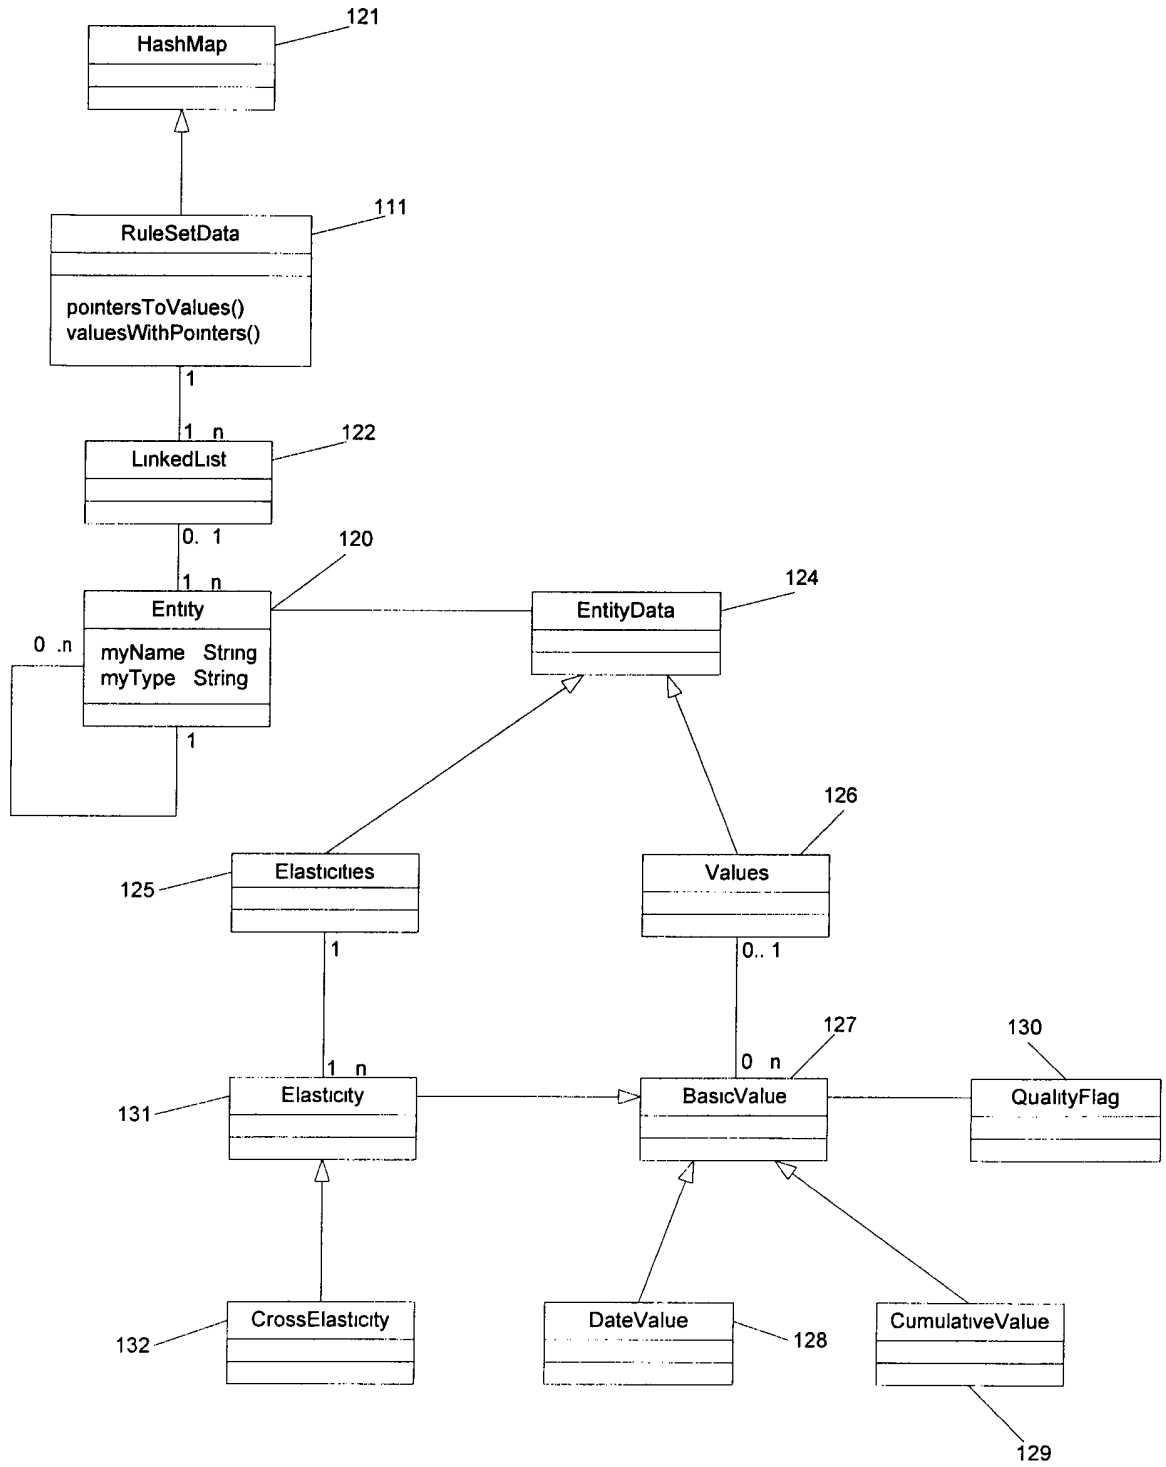 121
HashMap
111
RuleSetData
pointersToValues()
valuesWithPointers()
1
1 n
122
LinkedList
0. 1
120
1 n
124
Entity
EntityData
0 .n
myName String
myType String
1
126
125
Elasticities
Values
1
0.. 1
127
130
1 n
0 n
131
Elasticity
BasicValue
QualityFlag
132
CrossElasticity
DateValue
128
CumulativeValue
129